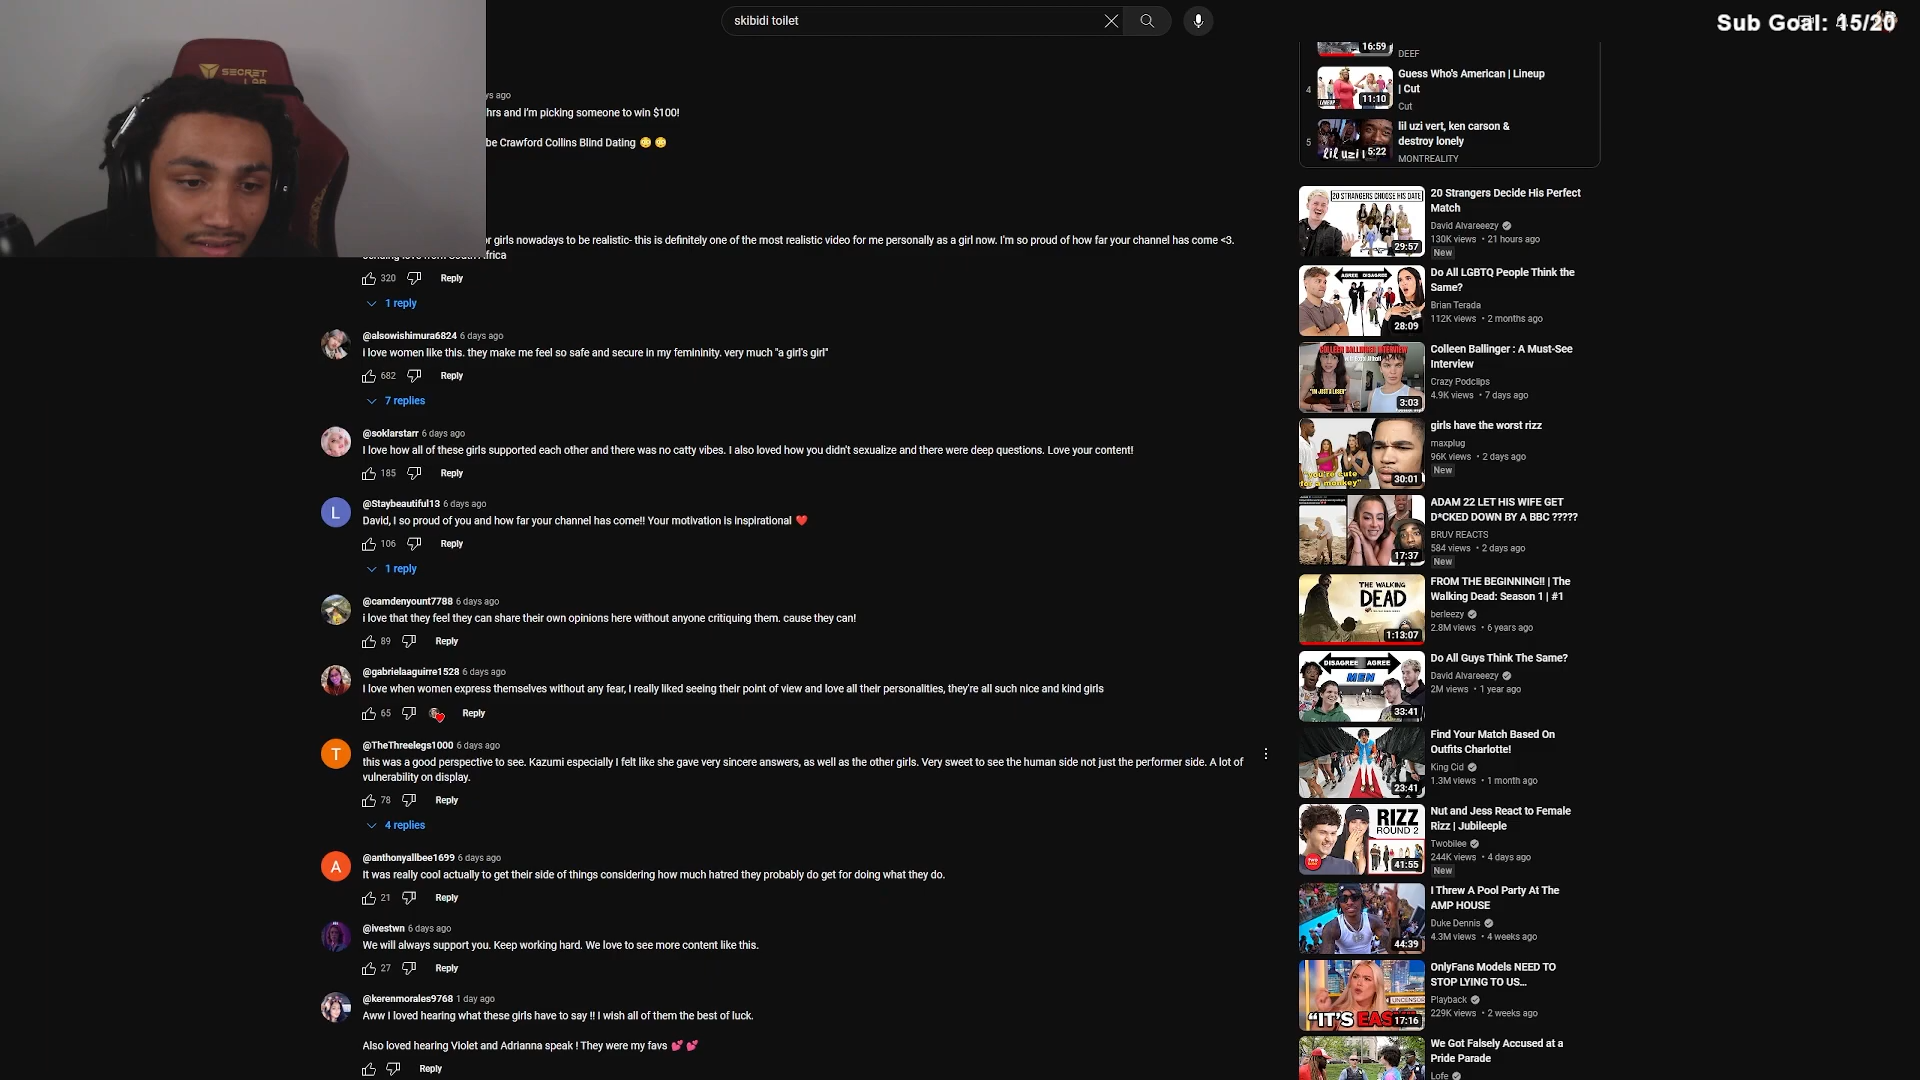 skibidi toilet
Sub Goal: 15/20
SECRET
LAB
ys ago
hrs and I'm picking someone to win $100!
be Crawford Collins Blind Dating 😳 😳
r girls nowadays to be realistic- this is definitely one of the most realistic video for me personally as a girl now. I'm so proud of how far your channel has come <3.
sending love from South Africa
320 Reply
1 reply
@alsowishimura6824 6 days ago
i love women like this. they make me feel so safe and secure in my femininity. very much "a girl's girl"
682 Reply
7 replies
@soklarstarr 6 days ago
I love how all of these girls supported each other and there was no catty vibes. I also loved how you didn't sexualize and there were deep questions. Love your content!
185 Reply
L
@Staybeautiful13 6 days ago
David, I so proud of you and how far your channel has come!! Your motivation is inspirational ❤️
106 Reply
1 reply
@camdenyount7788 6 days ago
i love that they feel they can share their own opinions here without anyone critiquing them. cause they can!
89 Reply
@gabrielaaguirre1528 6 days ago
I love when women express themselves without any fear, I really liked seeing their point of view and love all their personalities, they're all such nice and kind girls
65 Reply
T
@TheThreelegs1000 6 days ago
this was a good perspective to see. Kazumi especially I felt like she gave very sincere answers, as well as the other girls. Very sweet to see the human side not just the performer side. A lot of
vulnerability on display.
78 Reply
4 replies
A
@anthonyallbee1699 6 days ago
It was really cool actually to get their side of things considering how much hatred they probably do get for doing what they do.
21 Reply
@ivestwn 6 days ago
We will always support you. Keep working hard. We love to see more content like this.
27 Reply
@kerenmorales9768 1 day ago
Aww I loved hearing what these girls have to say !! I wish all of them the best of luck.
Also loved hearing Violet and Adrianna speak ! They were my favs 💕 💕
Reply
16:59
DEEF
4
LINEUP
11:10
Guess Who's American | Lineup
| Cut
Cut
5
lil uzi
5:22
lil uzi vert, ken carson &
destroy lonely
MONTREALITY
20 STRANGERS CHOOSE HIS DATE
29:57
20 Strangers Decide His Perfect
Match
David Alvareeezy
130K views • 21 hours ago
New
AGREE DISAGREE
28:09
Do All LGBTQ People Think the
Same?
Brian Terada
112K views • 2 months ago
COLLEEN BALLINGER INTERVIEW
"IM JUST A LOSER"
3:03
Colleen Ballinger : A Must-See
Interview
Crazy Podclips
4.9K views • 7 days ago
"you're cute
for a monkey"
30:01
girls have the worst rizz
maxplug
96K views • 2 days ago
New
17:37
ADAM 22 LET HIS WIFE GET
D*CKED DOWN BY A BBC ?????
BRUV REACTS
584 views • 2 days ago
New
THE WALKING
DEAD
1:13:07
FROM THE BEGINNING!! | The
Walking Dead: Season 1 | #1
berleezy
2.8M views • 6 years ago
DISAGREE AGREE
MEN
33:41
Do All Guys Think The Same?
David Alvareeezy
2M views • 1 year ago
23:41
Find Your Match Based On
Outfits Charlotte!
King Cid
1.3M views • 1 month ago
RIZZ
ROUND 2
TWO
41:55
Nut and Jess React to Female
Rizz | Jubileeple
Twobilee
244K views • 4 days ago
New
44:39
I Threw A Pool Party At The
AMP HOUSE
Duke Dennis
4.3M views • 4 weeks ago
"IT'S EAS
17:16
OnlyFans Models NEED TO
STOP LYING TO US...
Playback
229K views • 2 weeks ago
We Got Falsely Accused at a
Pride Parade
Lofe